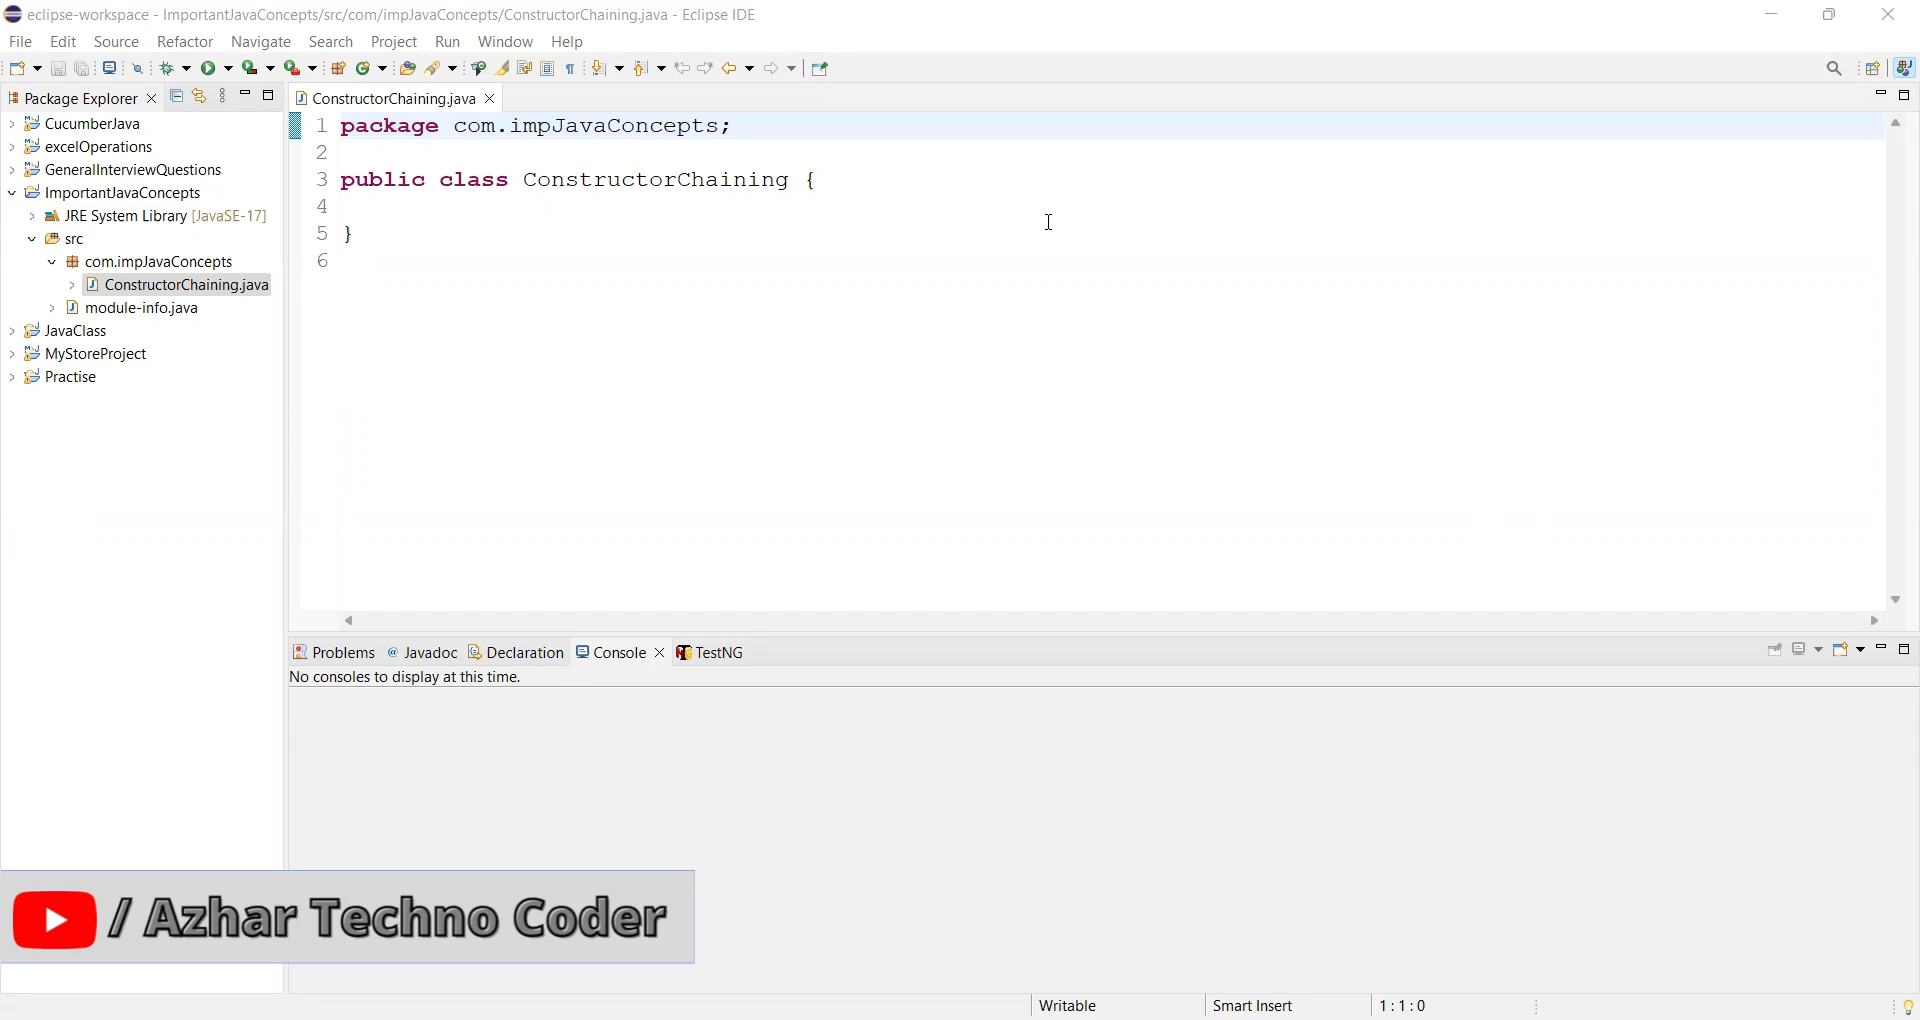 eclipse-workspace - ImportantJavaConcepts/src/com/impJavaConcepts/ConstructorChaining.java - Eclipse IDE
File Edit Source Refactor Navigate Search Project Run Window Help
Package Explorer
CucumberJava
excelOperations
GeneralInterviewQuestions
ImportantJavaConcepts
JRE System Library [JavaSE-17]
src
com.impJavaConcepts
ConstructorChaining.java
module-info.java
JavaClass
MyStoreProject
Practise
ConstructorChaining.java
1 package com.impJavaConcepts;
2
3 public class ConstructorChaining {
4
5 }
6
Problems @ Javadoc Declaration Console TestNG
No consoles to display at this time.
/ Azhar Techno Coder
Writable Smart Insert 1 : 1 : 0